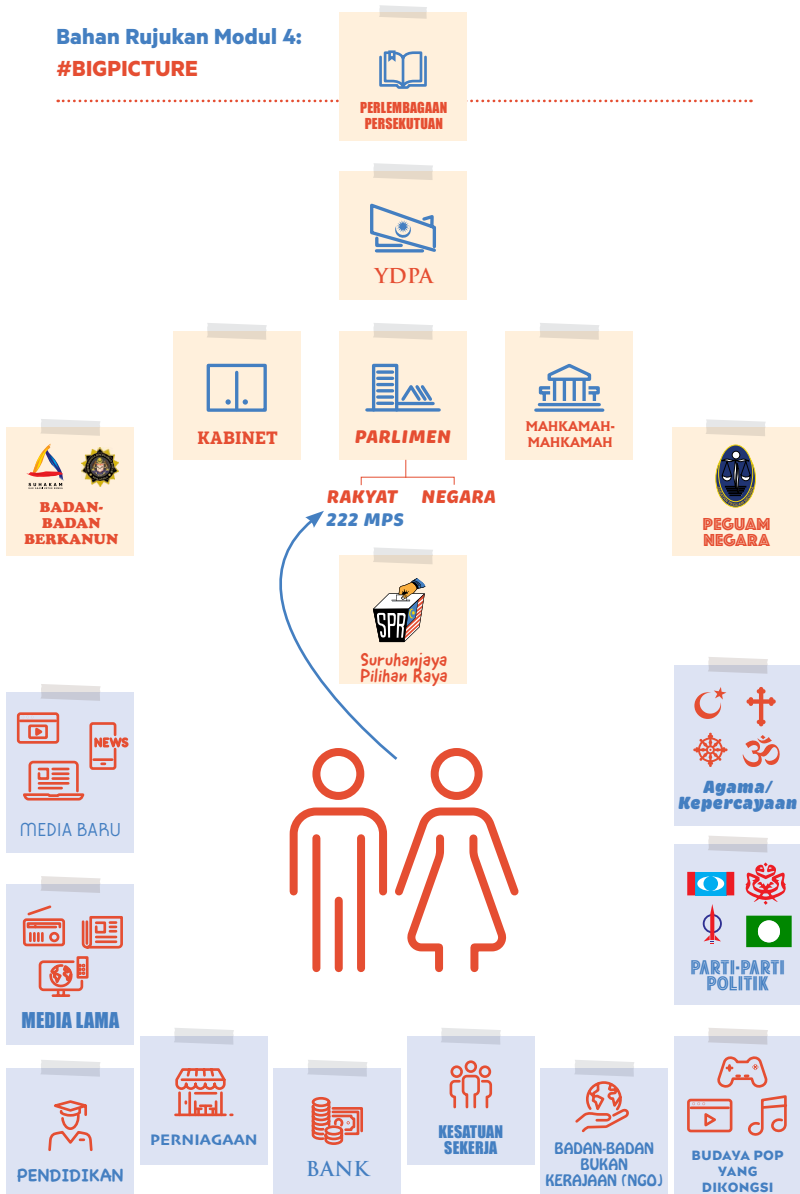 Bahan Rujukan Modul 4:
#BIGPICTURE
PERLEMBAGAAN
PERSEKUTUAN
YDPA
KABINET
PARLIMEN
MAHKAMAH-
MAHKAMAH
RAKYAT
NEGARA
222 MPS
SUHAKAM
BADAN-
BADAN
BERKANUN
PEGUAM
NEGARA
SPR
Suruhanjaya
Pilihan Raya
NEWS
MEDIA BARU
Agama/
Kepercayaan
MEDIA LAMA
PARTI-PARTI
POLITIK
PENDIDIKAN
PERNIAGAAN
BANK
KESATUAN
SEKERJA
BADAN-BADAN
BUKAN
KERAJAAN (NGO)
BUDAYA POP
YANG
DIKONGSI